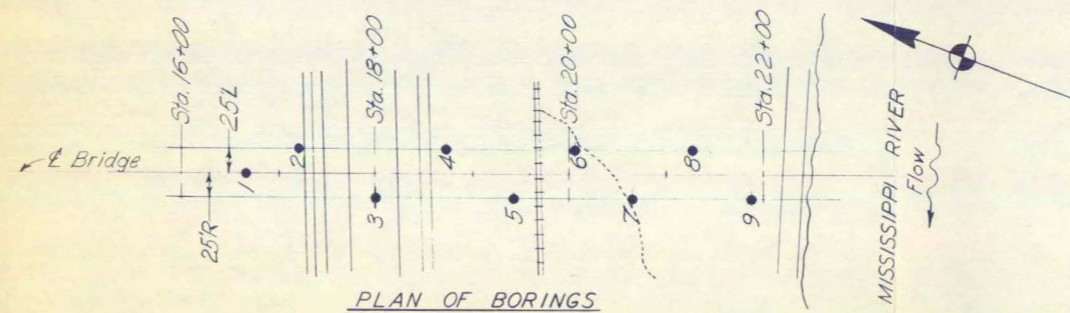 Sta. 16+00
Sta. 18+00
Sta. 20+00
Sta. 22+00
25'L
25'R
℄ Bridge
1
2
3
4
5
6
7
8
9
MISSISSIPPI RIVER
Flow
PLAN OF BORINGS